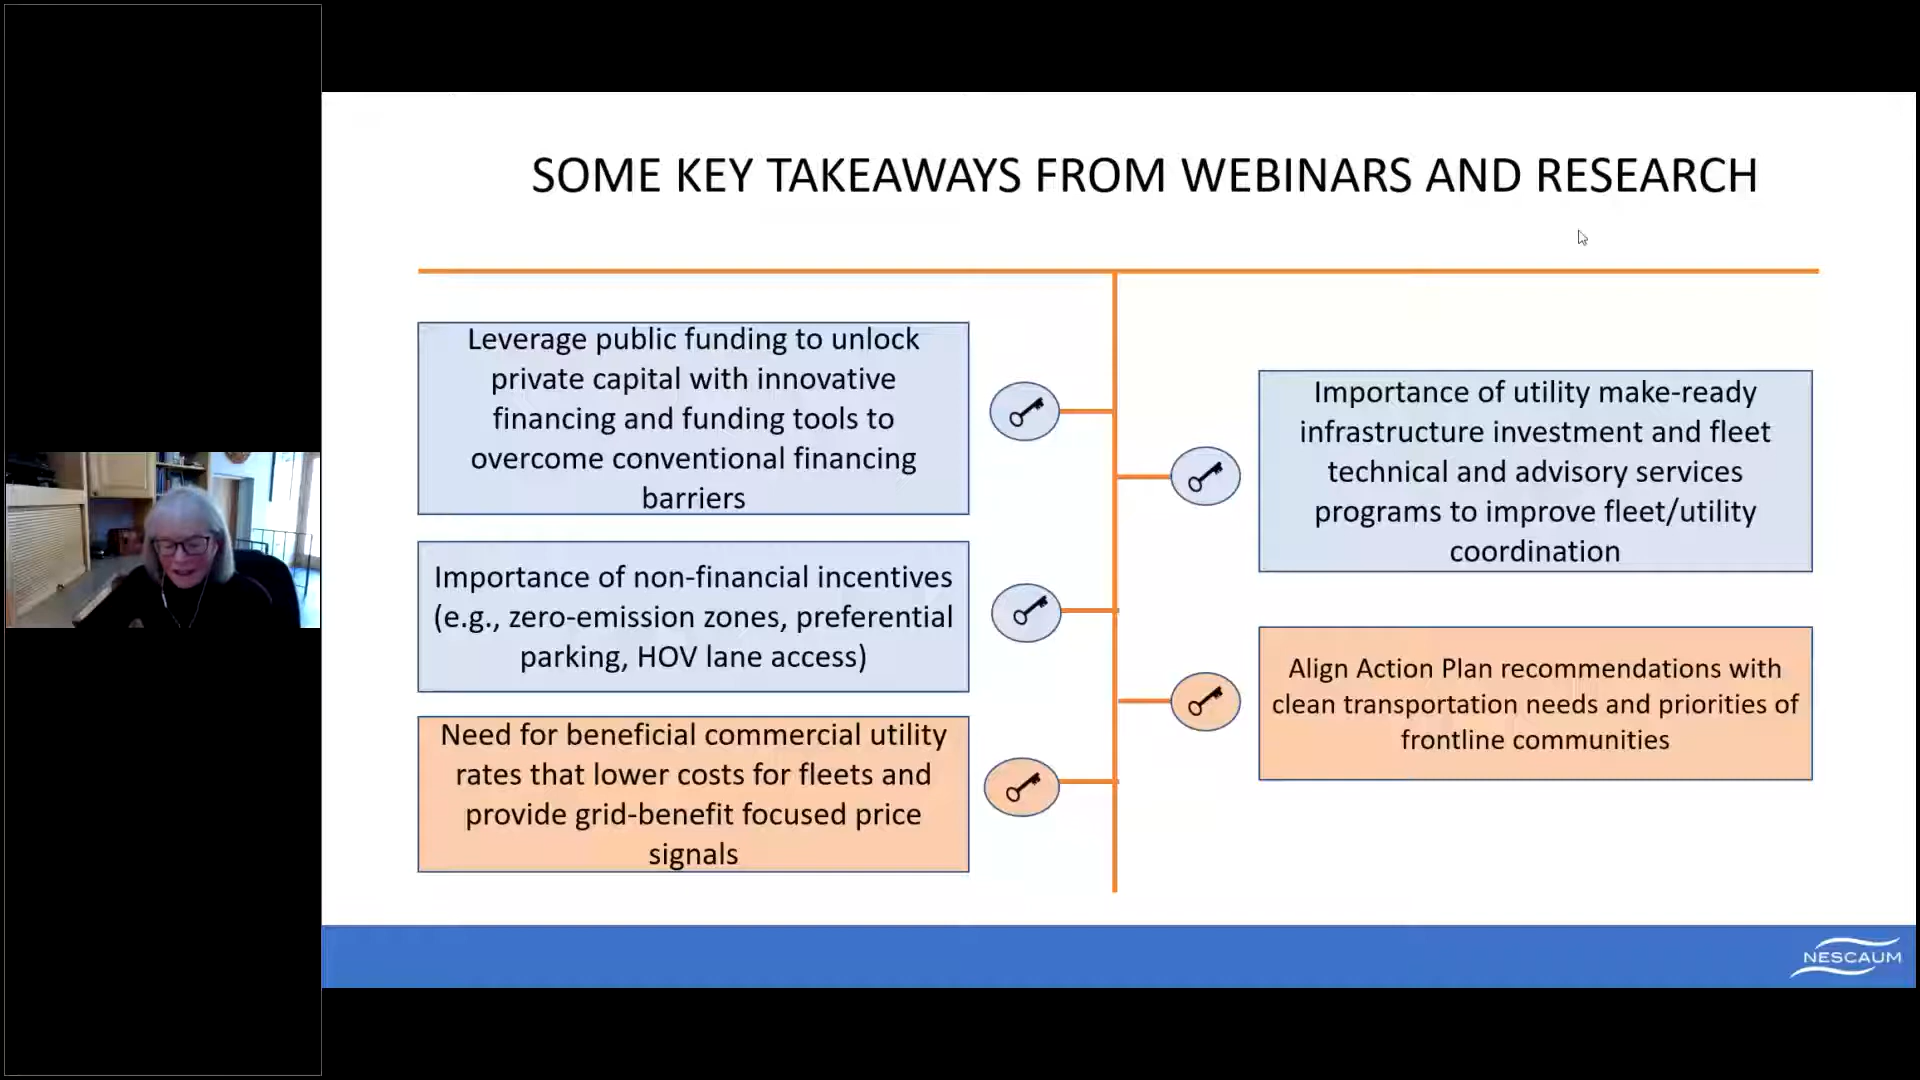 SOME KEY TAKEAWAYS FROM WEBINARS AND RESEARCH
Leverage public funding to unlock
private capital with innovative
financing and funding tools to
overcome conventional financing
barriers
Importance of non-financial incentives
(e.g., zero-emission zones, preferential
parking, HOV lane access)
Need for beneficial commercial utility
rates that lower costs for fleets and
provide grid-benefit focused price
signals
Importance of utility make-ready
infrastructure investment and fleet
technical and advisory services
programs to improve fleet/utility
coordination
Align Action Plan recommendations with
clean transportation needs and priorities of
frontline communities
NESCAUM